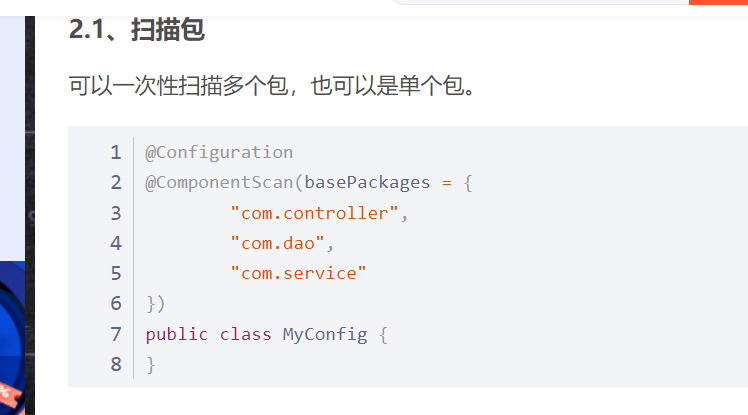 2.1、扫描包
可以一次性扫描多个包，也可以是单个包。
1 @Configuration
2 @ComponentScan(basePackages = {
3         "com.controller",
4         "com.dao",
5         "com.service"
6 })
7 public class MyConfig {
8 }
%